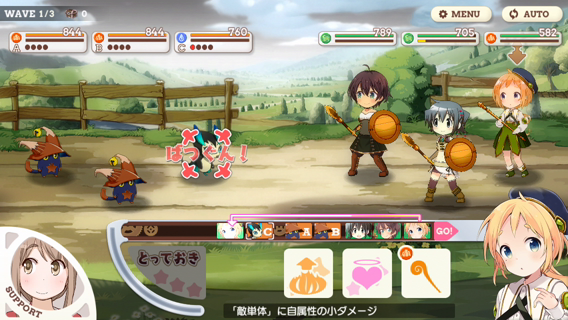 WAVE 1/3 0
MENU
AUTO
844
A
844
B
760
C
789
705
582
ばつぐん!
C
A
B
GO!
とっておき
SUPPORT
「敵単体」に自属性の小ダメージ